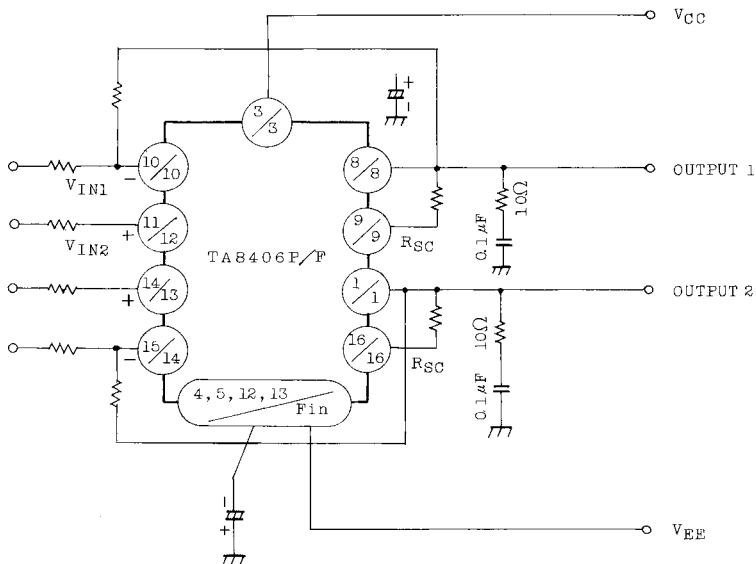 VCC
+
-
3/3
10/10
-
8/8
OUTPUT 1
VIN1
10Ω
11/12
+
9/9
RSC
0.1μF
VIN2
TA8406P/F
14/13
+
1/1
OUTPUT 2
15/14
-
16/16
RSC
10Ω
0.1μF
4, 5, 12, 13
Fin
-
+
VEE